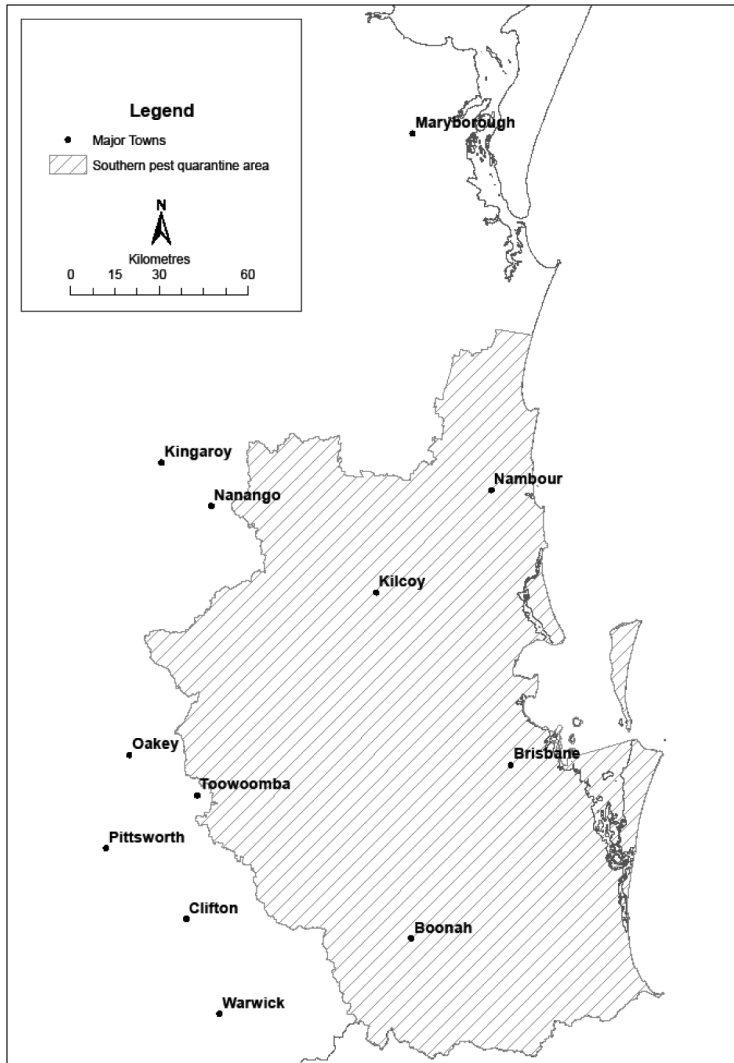 Legend
Major Towns
Southern pest quarantine area
N
Kilometres
0 15 30 60
Maryborough
Kingaroy
Nambour
Nanango
Kilcoy
Oakey
Brisbane
Toowoomba
Pittsworth
Clifton
Boonah
Warwick